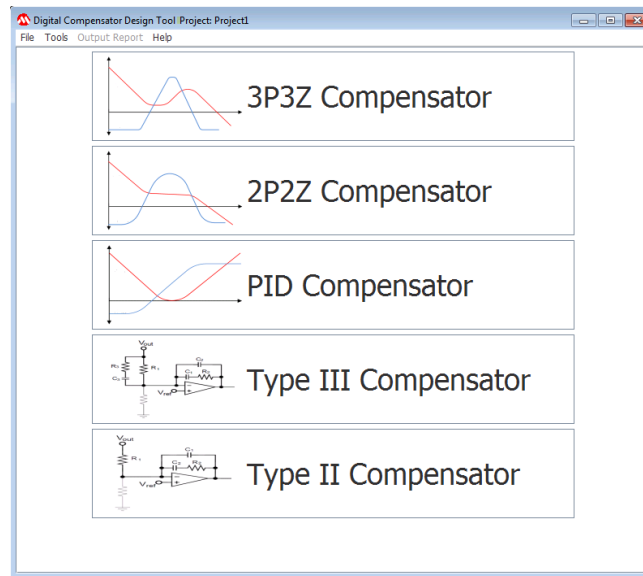 Digital Compensator Design Tool Project: Project1
File Tools Output Report Help
3P3Z Compensator
2P2Z Compensator
PID Compensator
Vout
Vref
Type III Compensator
Vout
Vref
Type II Compensator